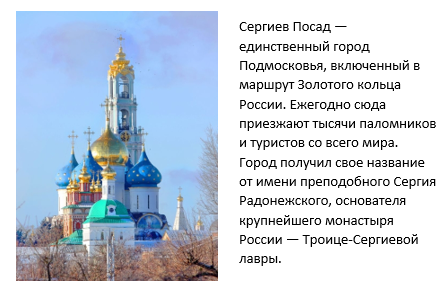 Сергиев Посад —
единственный город
Подмосковья, включенный в
маршрут Золотого кольца
России. Ежегодно сюда
приезжают тысячи паломников
и туристов со всего мира.
Город получил свое название
от имени преподобного Сергия
Радонежского, основателя
крупнейшего монастыря
России — Троице-Сергиевой
лавры.